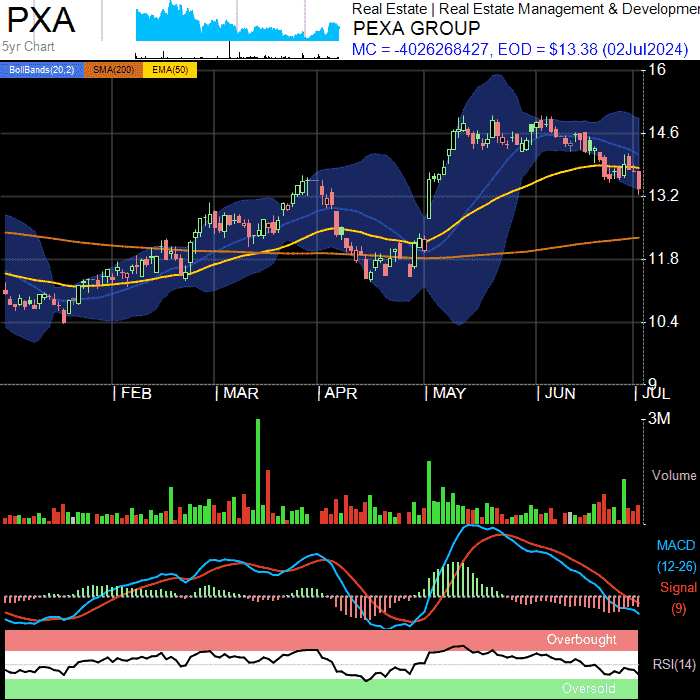 PXA
Real Estate | Real Estate Management & Developmen
PEXA GROUP
5yr Chart
MC = -4026268427, EOD = $13.38 (02Jul2024)
BollBands(20,2) SMA(200) EMA(50)
16
14.6
13.2
11.8
10.4
9
FEB MAR APR MAY JUN JUL
3M
Volume
MACD
(12-26)
Signal
(9)
Overbought
RSI(14)
Oversold